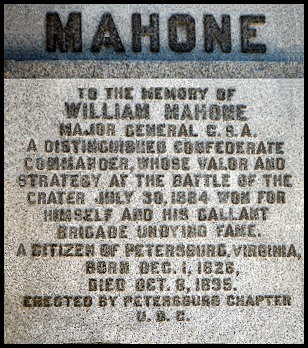 MAHONE
TO THE MEMORY OF
WILLIAM MAHONE
MAJOR GENERAL C.S.A.
A DISTINGUISHED CONFEDERATE
COMMANDER, WHOSE VALOR AND
STRATEGY AT THE BATTLE OF THE
CRATER JULY 30, 1864 WON FOR
HIMSELF AND HIS GALLANT
BRIGADE UNDYING FAME.
A CITIZEN OF PETERSBURG, VIRGINIA,
BORN DEC. 1, 1826,
DIED OCT. 8, 1895.
ERECTED BY PETERSBURG CHAPTER
U. D. C.